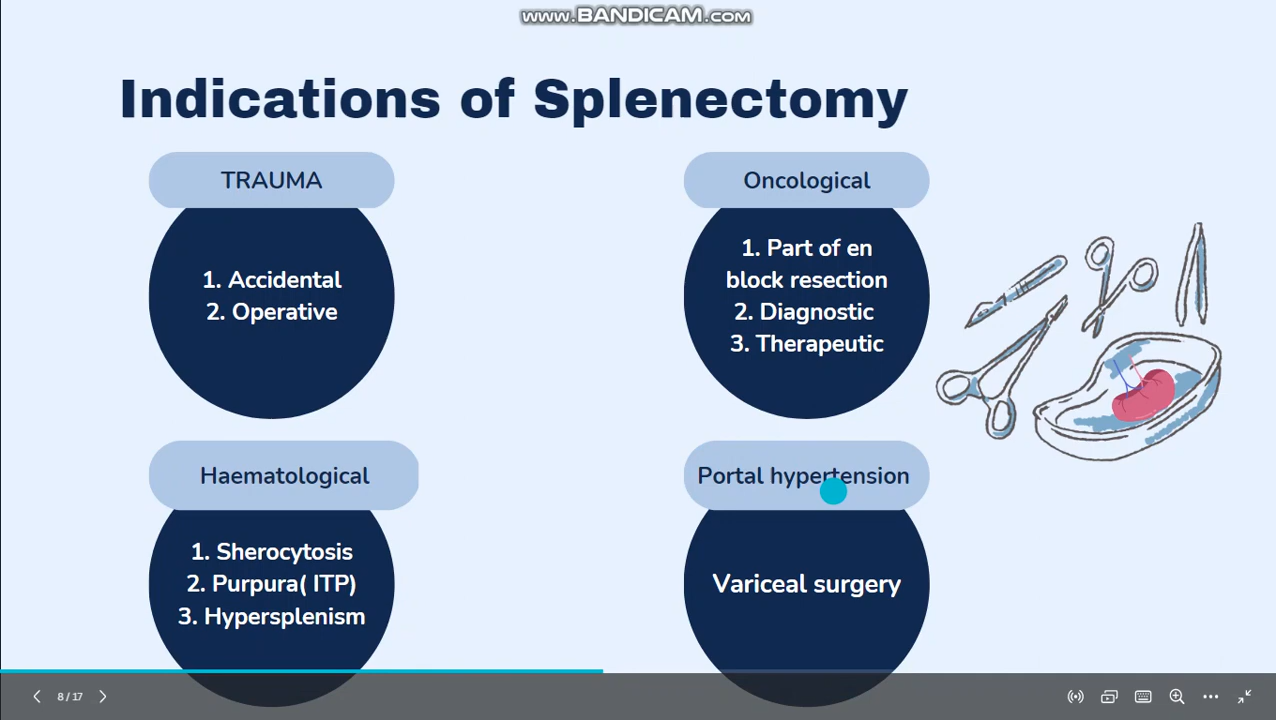 www.BANDICAM.com
Indications of Splenectomy
TRAUMA
1. Accidental
2. Operative
Oncological
1. Part of en
block resection
2. Diagnostic
3. Therapeutic
Haematological
1. Sherocytosis
2. Purpura( ITP)
3. Hypersplenism
Portal hypertension
Variceal surgery
8 / 17